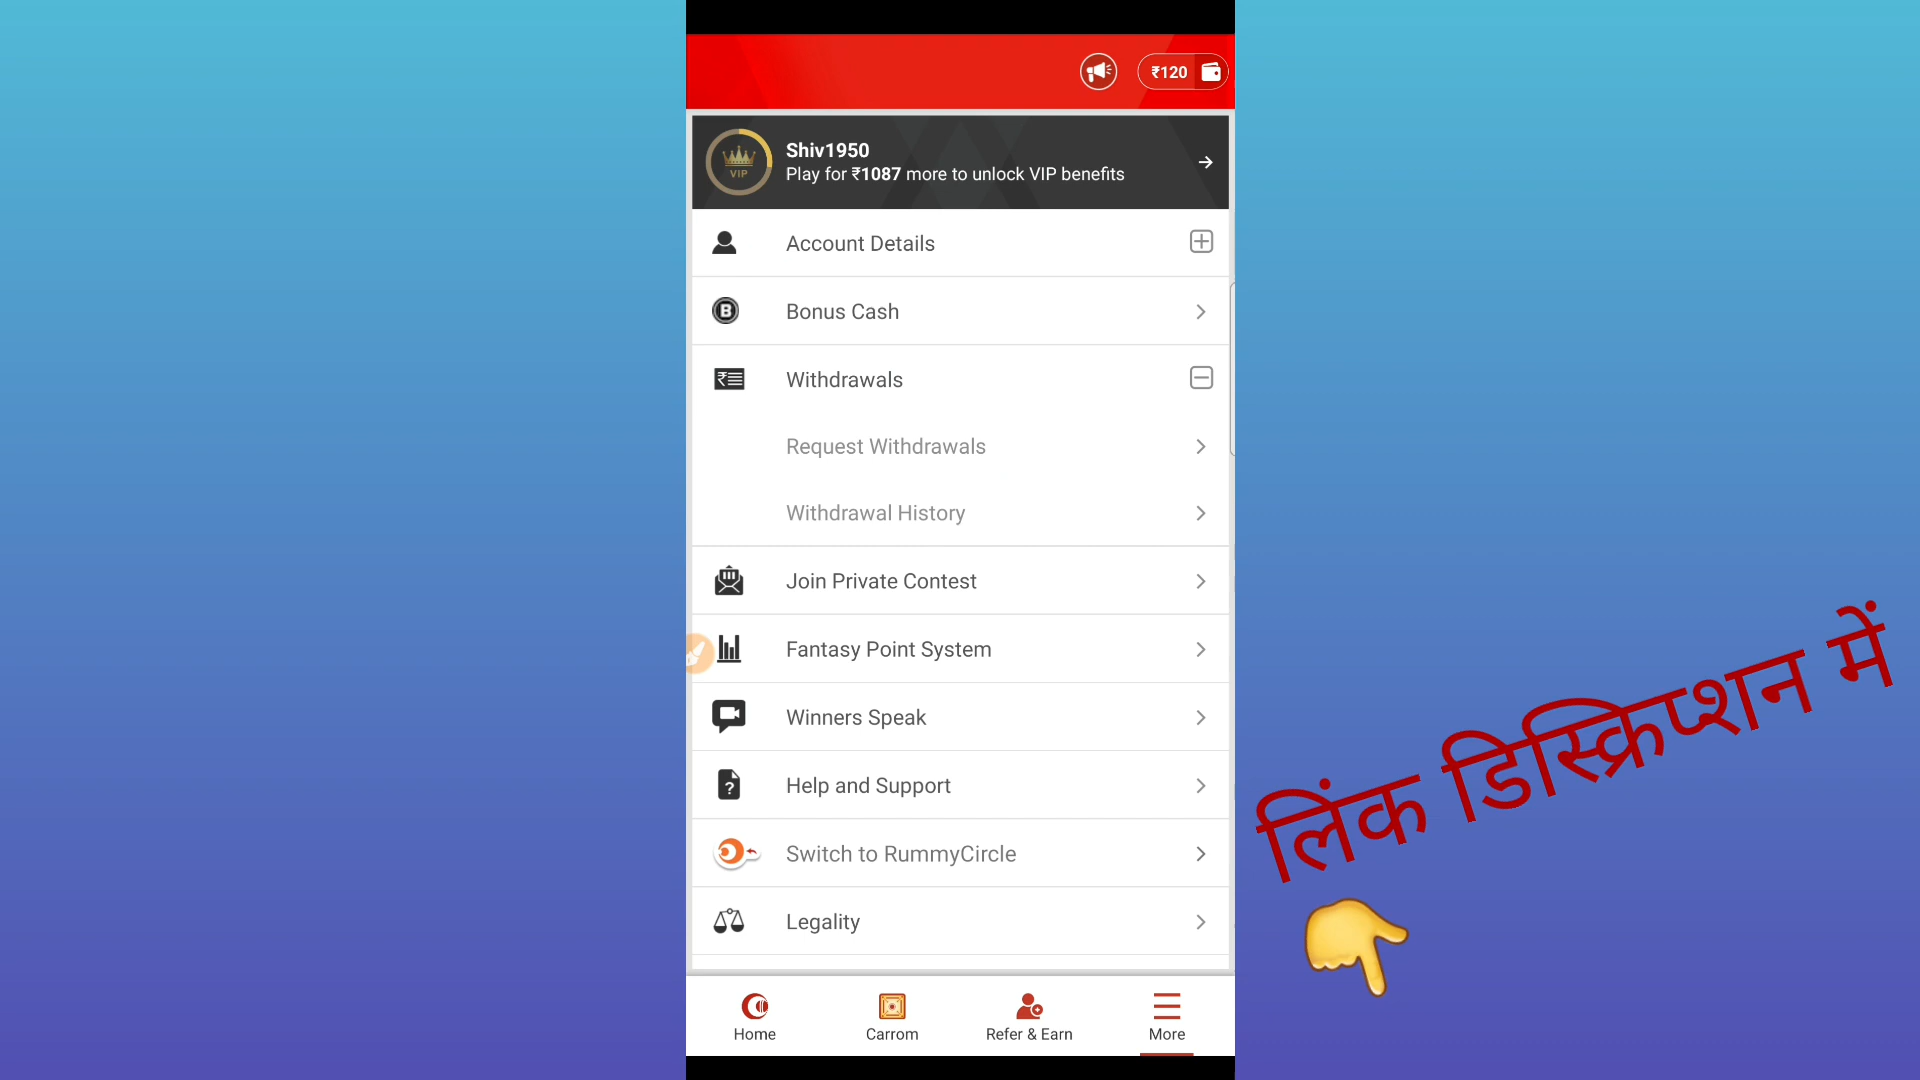 ₹120
Shiv1950
Play for ₹1087 more to unlock VIP benefits
VIP
Account Details
B
Bonus Cash
₹
Withdrawals
Request Withdrawals
Withdrawal History
Join Private Contest
Fantasy Point System
Winners Speak
?
Help and Support
Switch to RummyCircle
Legality
Home
Carrom
Refer & Earn
More
लिंक डिस्क्रिप्शन में